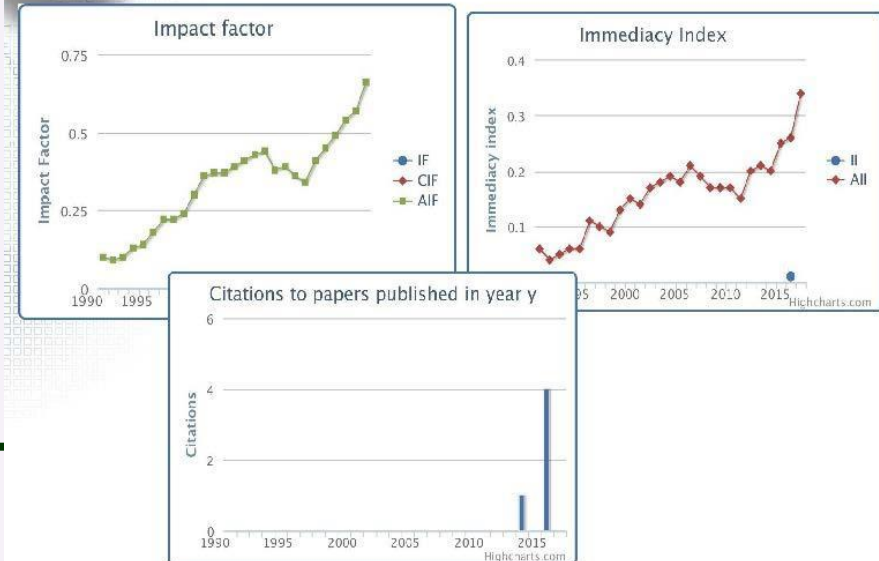 Impact factor
0.75
0.5
0.25
0
Impact Factor
1990 1995
IF
CIF
AIF
Immediacy Index
0.4
0.3
0.2
0.1
Immediacy index
95 2000 2005 2010 2015
II
AII
Highcharts.com
Citations to papers published in year y
6
4
2
0
Citations
1990 1995 2000 2005 2010 2015
Highcharts.com